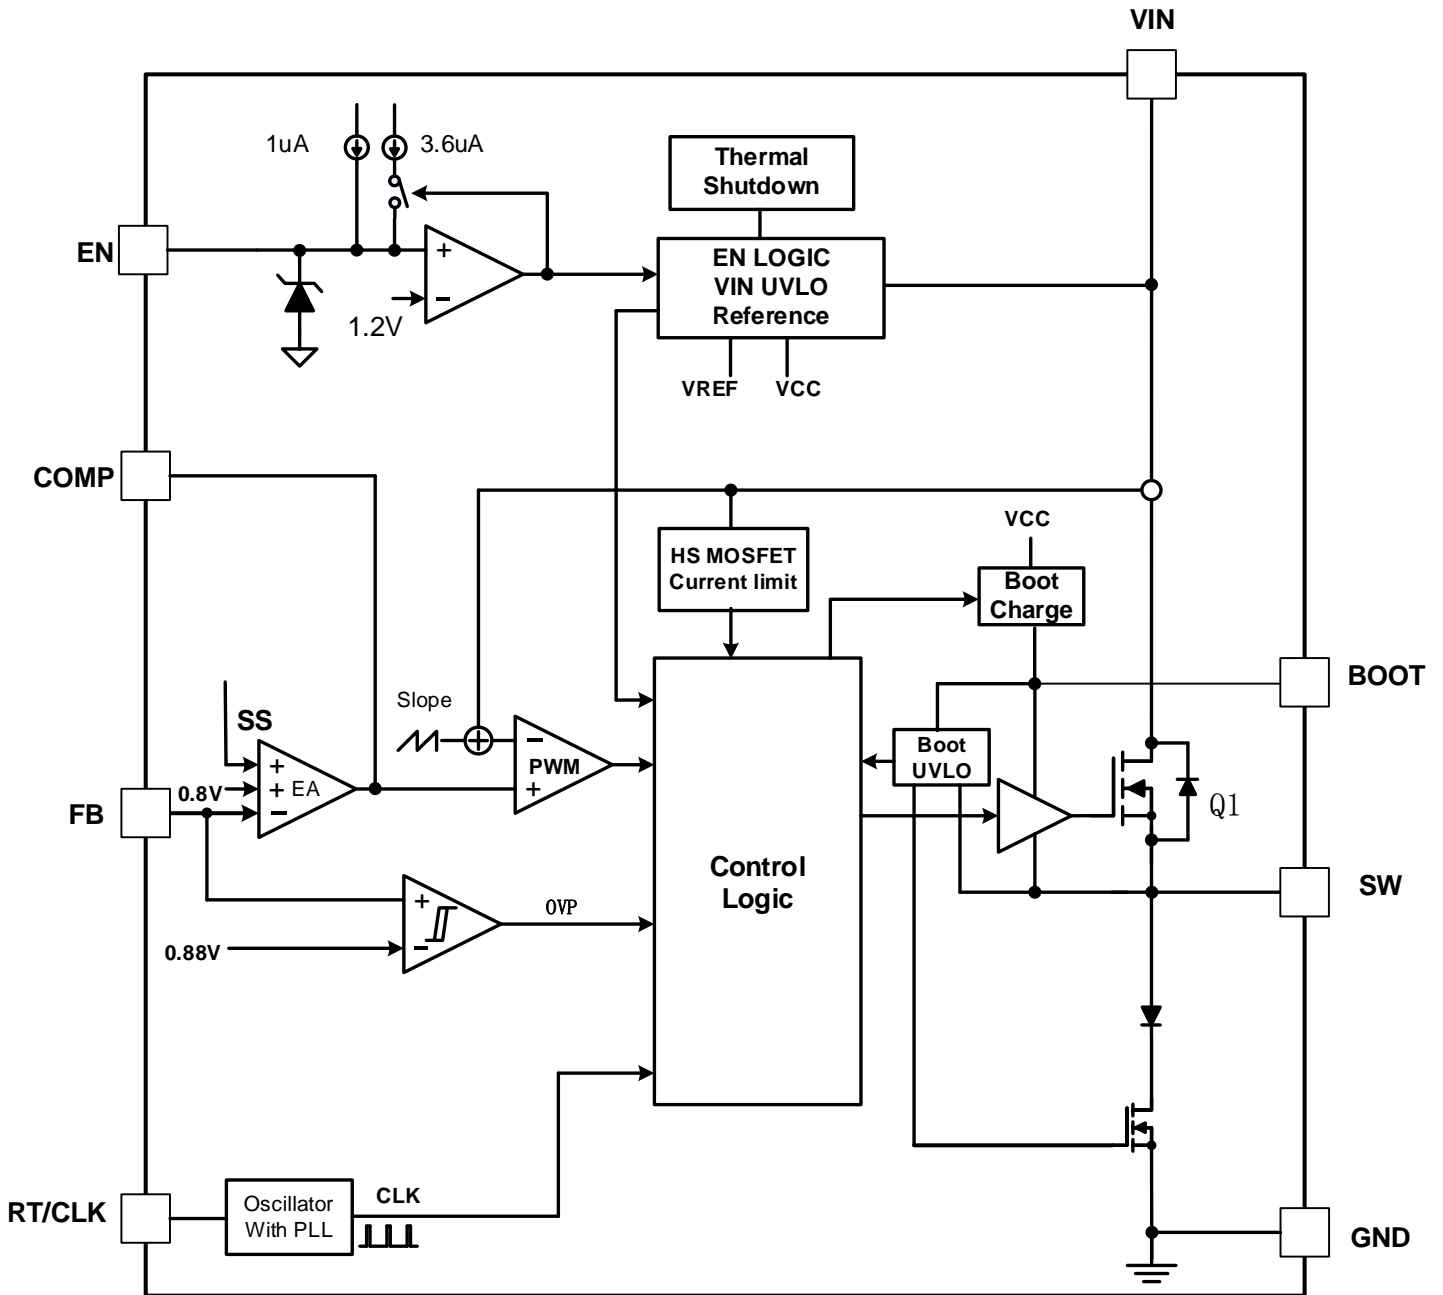 VIN
1uA
3.6uA
Thermal
Shutdown
EN
+
−
1.2V
EN LOGIC
VIN UVLO
Reference
VREF
VCC
COMP
HS MOSFET
Current limit
VCC
Boot
Charge
BOOT
Slope
SS
−
PWM
+
Boot
UVLO
FB
0.8V
+
+ EA
−
Q1
Control
Logic
SW
+
−
OVP
0.88V
RT/CLK
Oscillator
With PLL
CLK
GND